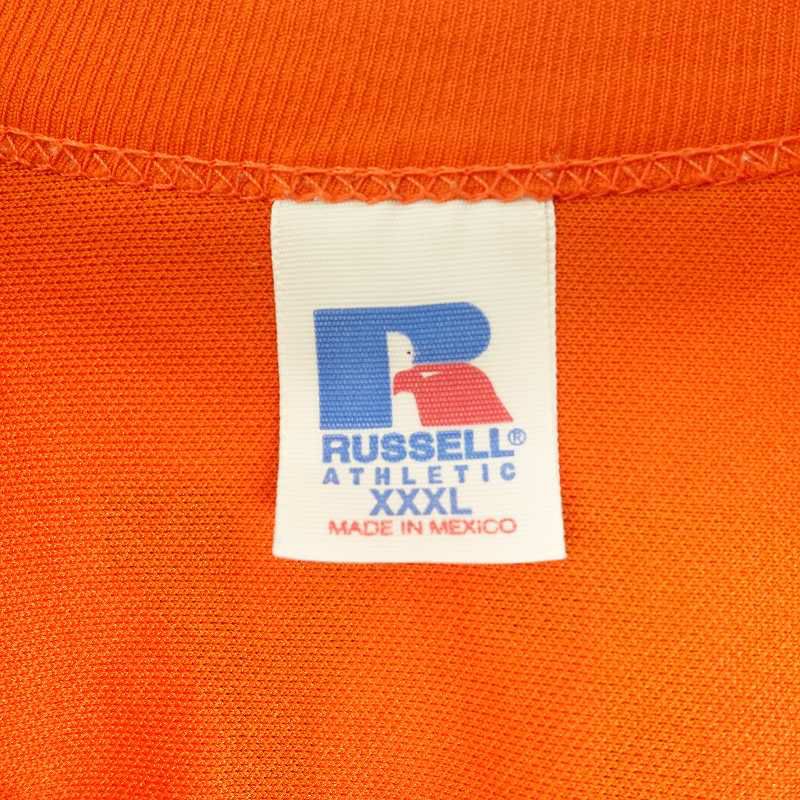 R
RUSSELL®
ATHLETIC
XXXL
MADE IN MEXICO